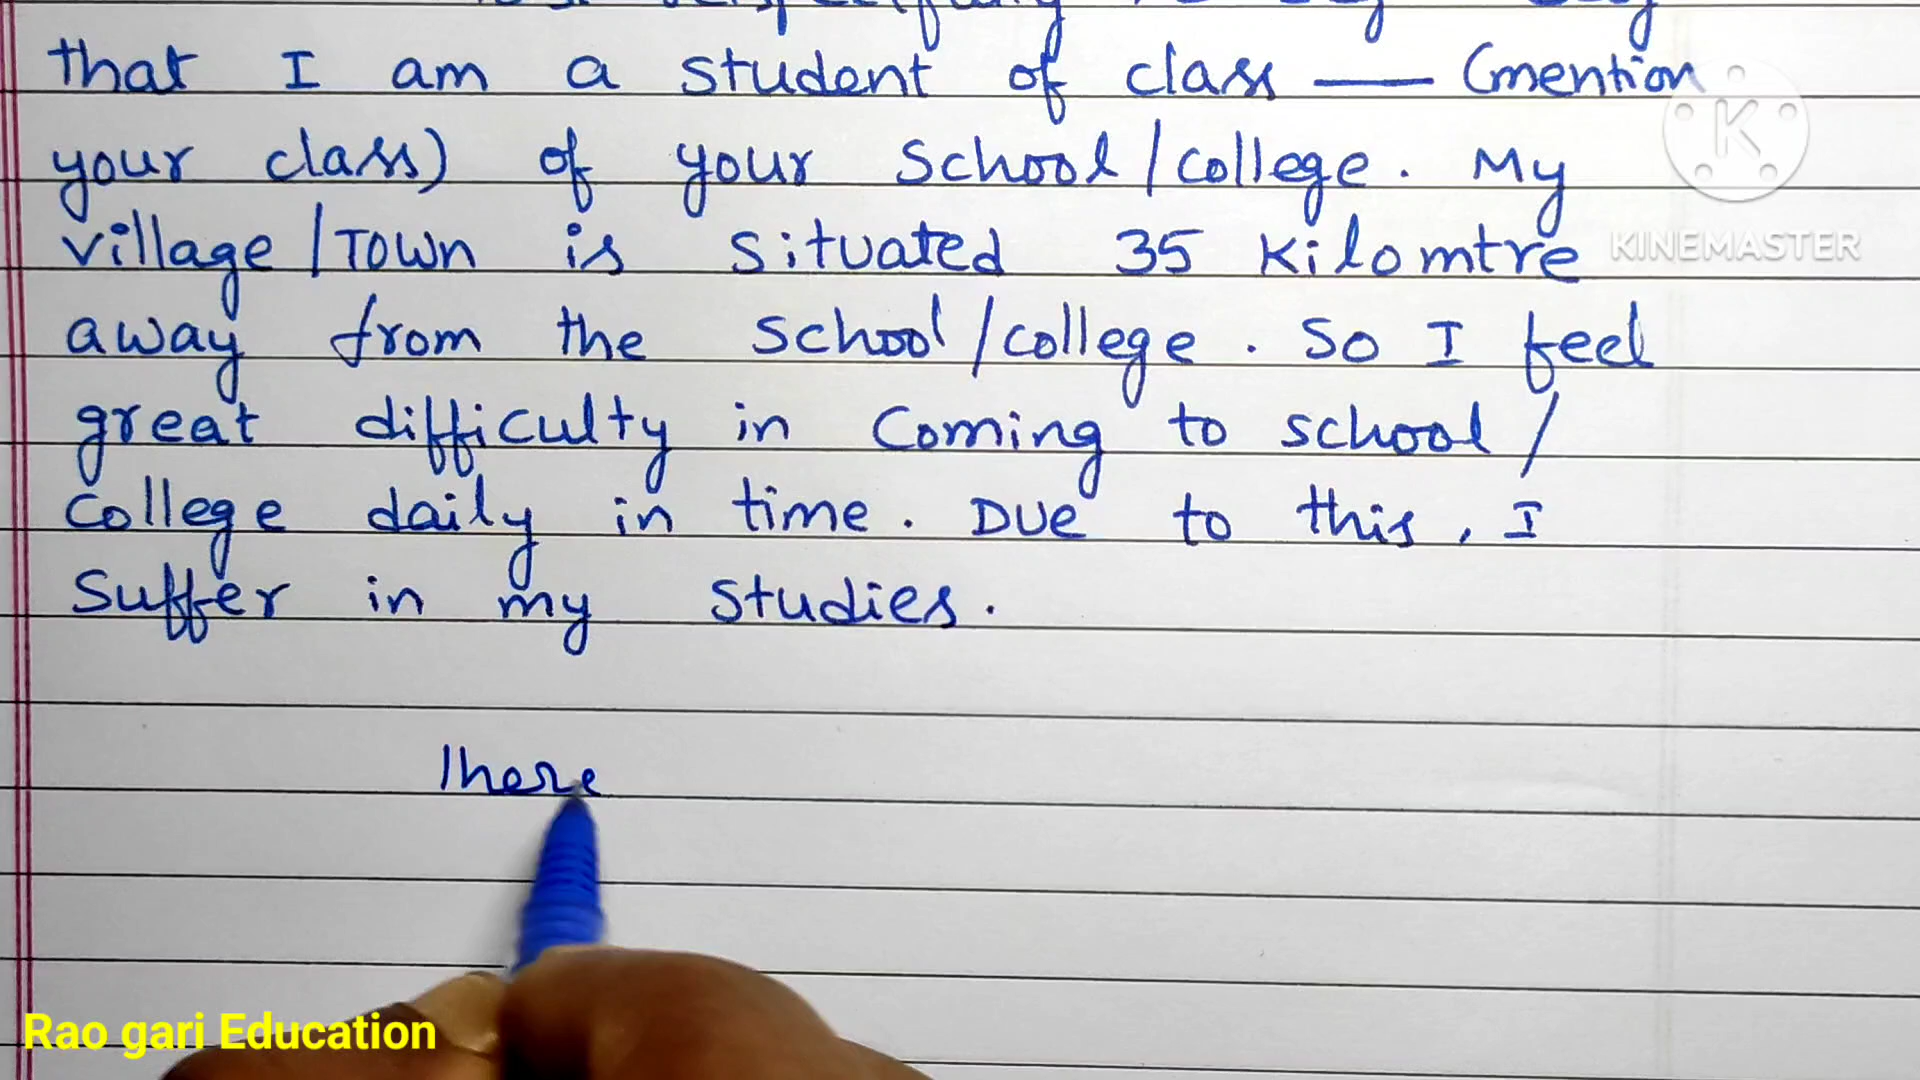 that I am a student of class — (mention
your class) of your school/college. My
village/Town is situated 35 Kilomtre
away from the school/college. So I feel
great difficulty in coming to school/
college daily in time. Due to this, I
suffer in my studies.
There
K
KINEMASTER
Rao gari Education